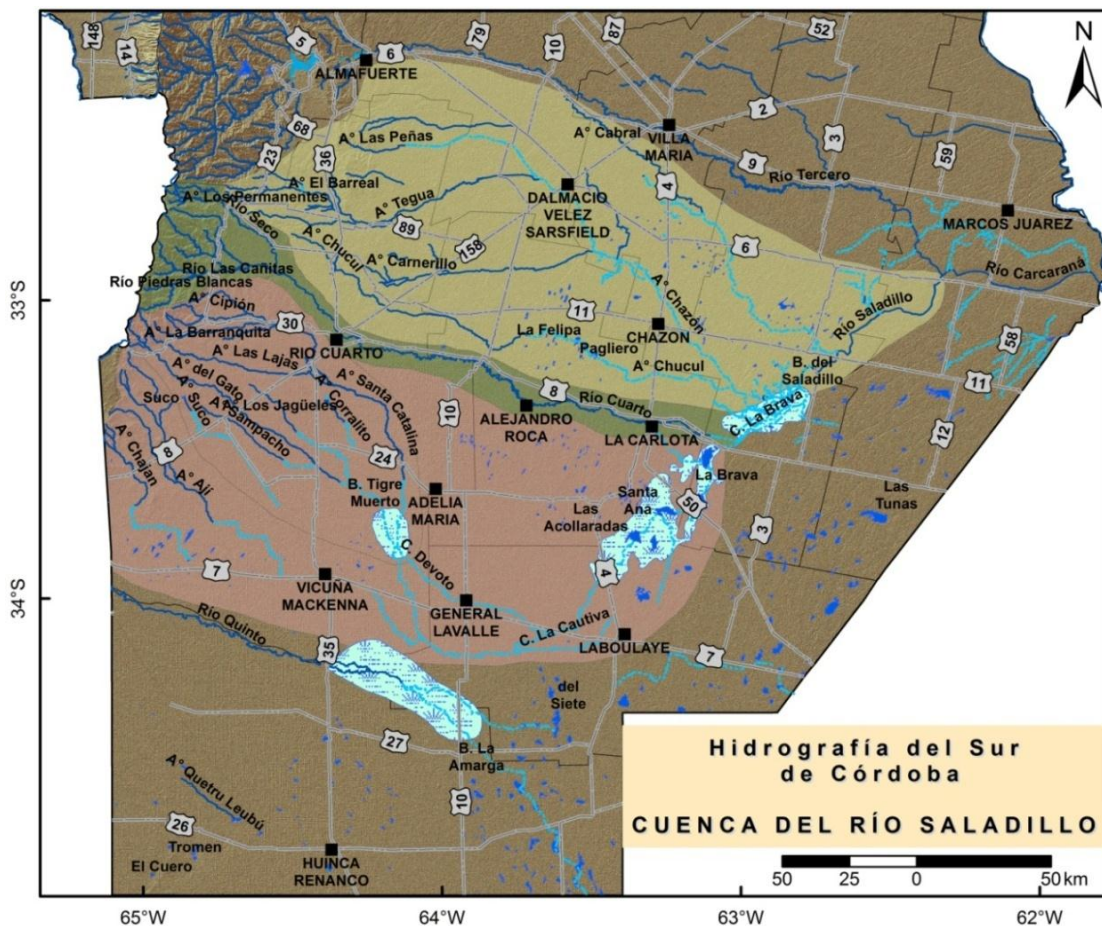 148
14
5
6
79
10
87
52
N
ALMAFUERTE
68
23
36
A° Las Peñas
A° Cabral
VILLA
MARIA
2
3
59
9
Río Tercero
4
A° El Barreal
A° Los Permanentes
Río Seco
A° Tegua
89
158
DALMACIO
VELEZ
SARSFIELD
MARCOS JUAREZ
6
A° Chucul
A° Carnerillo
Río Carcaraná
Río Las Cañitas
Río Piedras Blancas
33°S
A° Cipión
A° Chazón
Río Saladillo
30
11
La Felipa
CHAZON
58
A° La Barranquita
RIO CUARTO
Pagliero
A° Chucul
B. del
Saladillo
11
A° Las Lajas
A° del Gato
A° Santa Catalina
8
Río Cuarto
C. La Brava
Suco
A° Suco
A° Los Jagüeles
A° Sampacho
A° Corralito
10
ALEJANDRO
ROCA
LA CARLOTA
12
A° Chajan
8
A° Ají
24
La Brava
B. Tigre
Muerto
ADELIA
MARIA
Santa
Ana
Las
Acollaradas
50
3
Las
Tunas
C. Devoto
4
34°S
7
VICUÑA
MACKENNA
GENERAL
LAVALLE
C. La Cautiva
LABOULAYE
7
Río Quinto
35
del
Siete
27
B. La
Amarga
A° Quetru Leubú
10
26
Tromen
El Cuero
HUINCA
RENANCO
Hidrografía del Sur
de Córdoba
CUENCA DEL RÍO SALADILLO
50 25 0 50 km
65°W 64°W 63°W 62°W